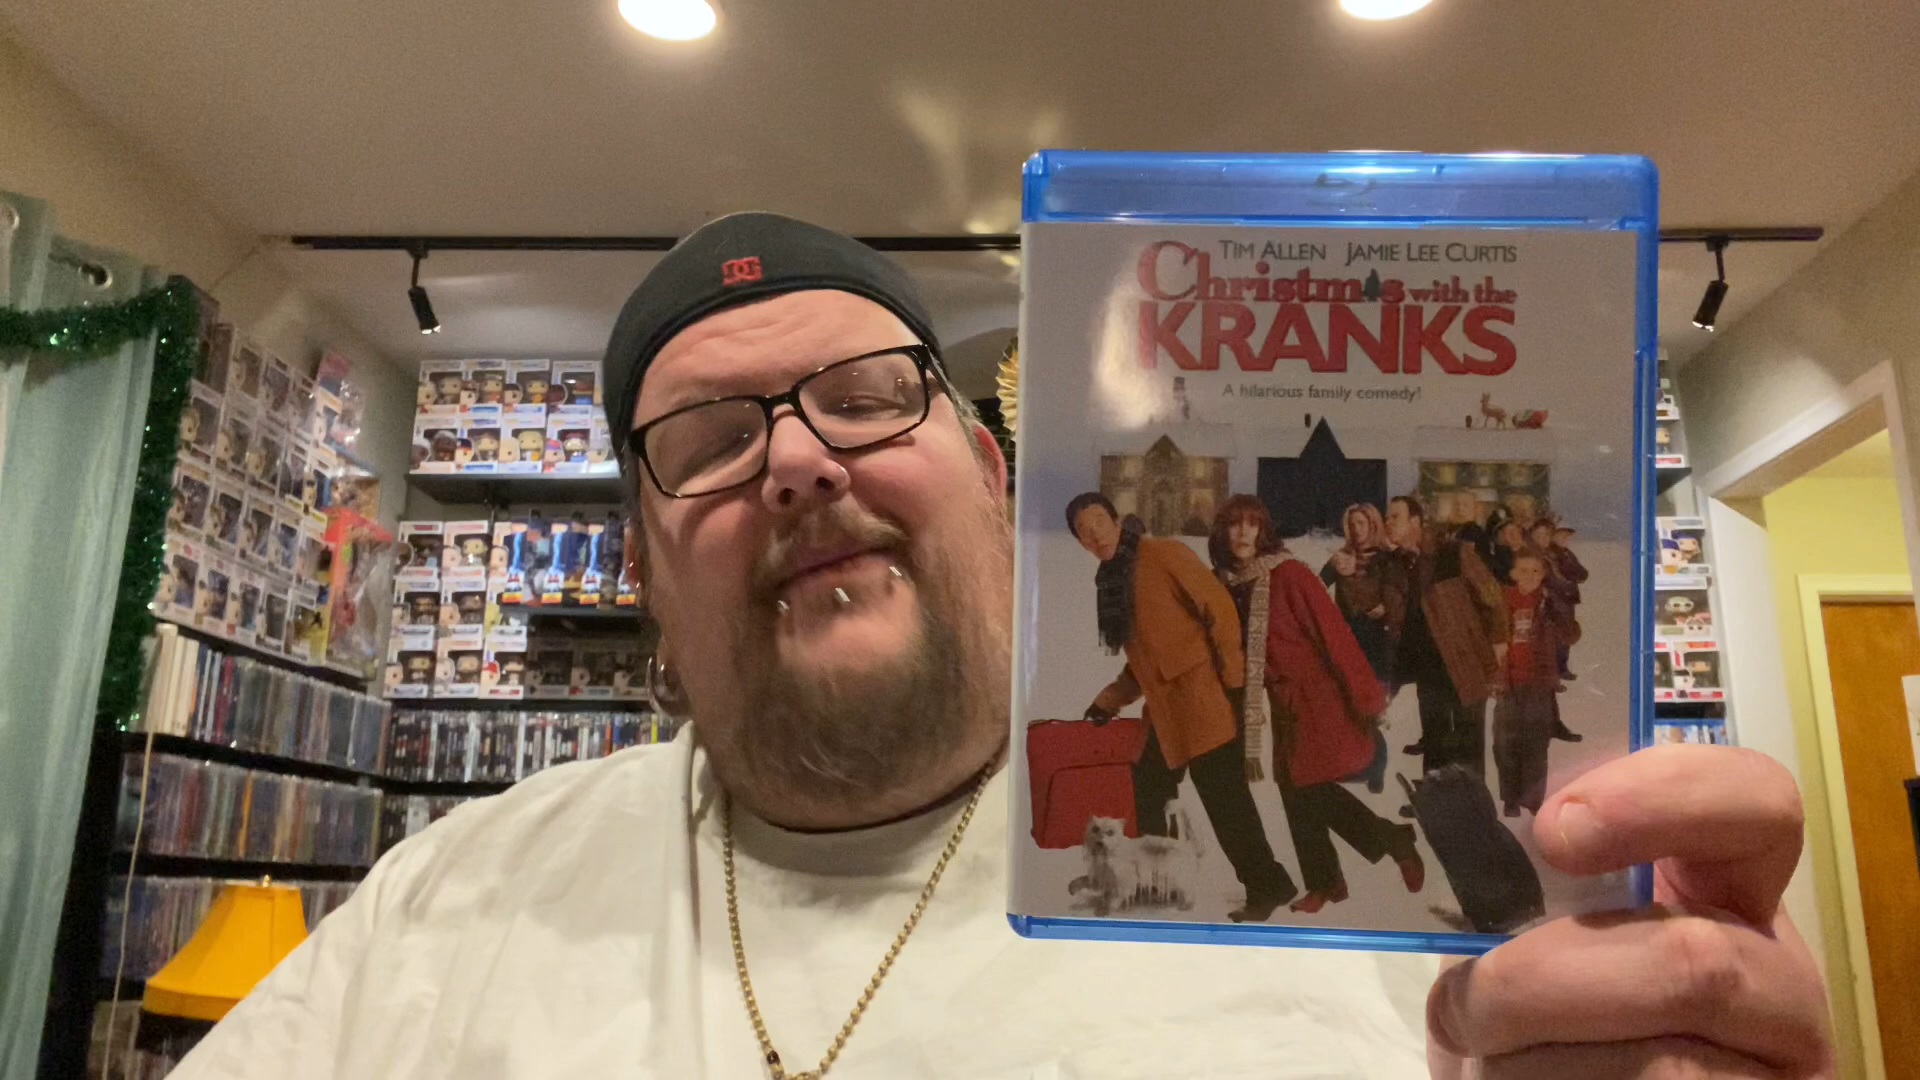 TIM ALLEN JAMIE LEE CURTIS
Christmas with the
KRANKS
A hilarious family comedy!